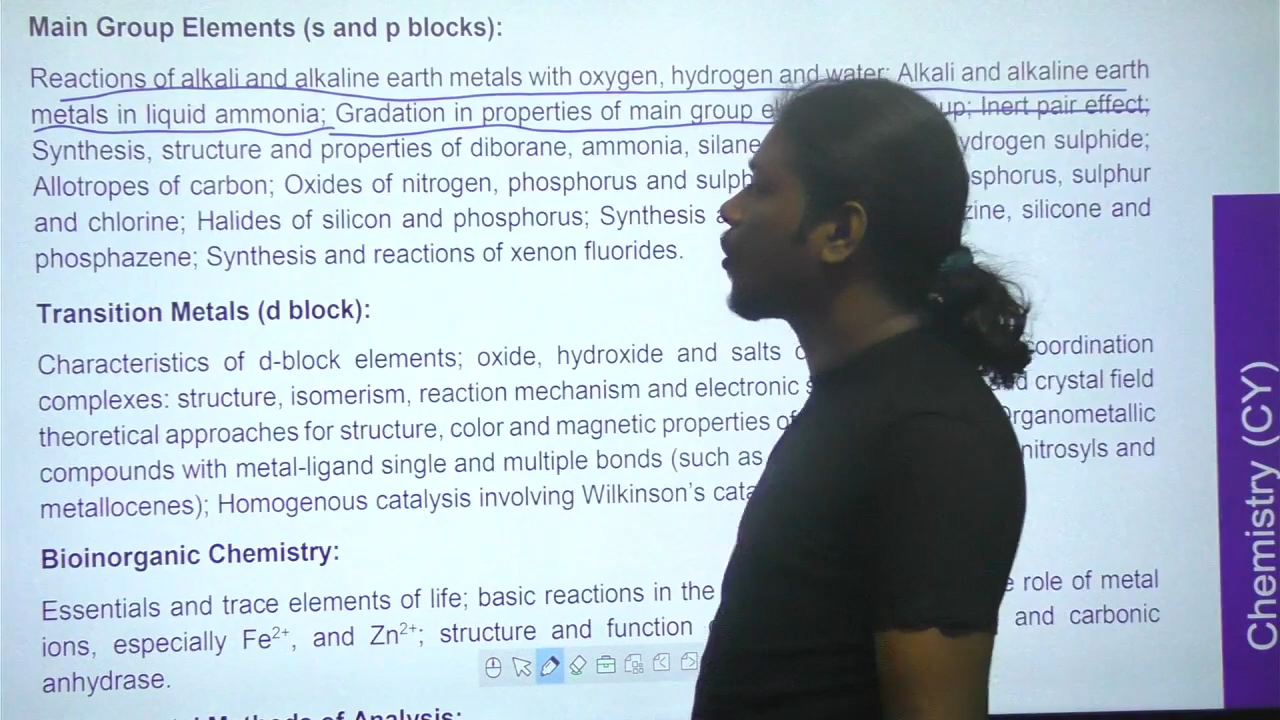 Main Group Elements (s and p blocks):
Reactions of alkali and alkaline earth metals with oxygen, hydrogen and water; Alkali and alkaline earth
metals in liquid ammonia; Gradation in properties of main group up; Inert pair effect;
Synthesis, structure and properties of diborane, ammonia, silane ydrogen sulphide;
Allotropes of carbon; Oxides of nitrogen, phosphorus and sulph sphorus, sulphur
and chlorine; Halides of silicon and phosphorus; Synthesis zine, silicone and
phosphazene; Synthesis and reactions of xenon fluorides.
Transition Metals (d block):
Characteristics of d-block elements; oxide, hydroxide and salts coordination
complexes: structure, isomerism, reaction mechanism and electronic crystal field
theoretical approaches for structure, color and magnetic properties rganometallic
compounds with metal-ligand single and multiple bonds (such as nitrosyls and
metallocenes); Homogenous catalysis involving Wilkinson's cata
Bioinorganic Chemistry:
Essentials and trace elements of life; basic reactions in the role of metal
ions, especially Fe²⁺, and Zn²⁺; structure and function and carbonic
anhydrase.
of Analysis:
Chemistry (CY)